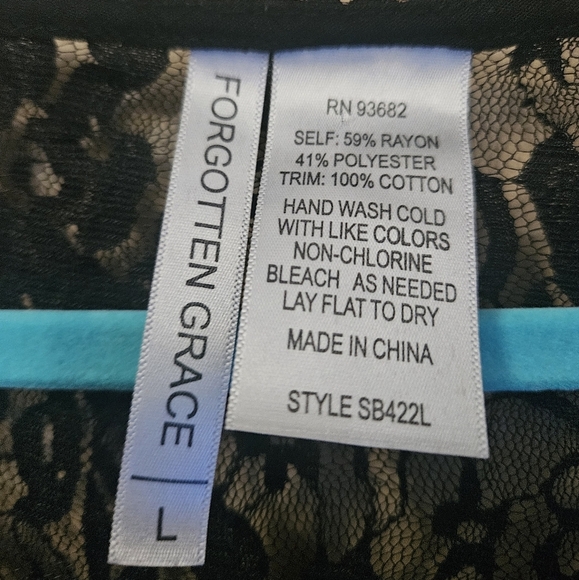 FORGOTTEN GRACE | L
RN 93682
SELF: 59% RAYON
41% POLYESTER
TRIM: 100% COTTON
HAND WASH COLD
WITH LIKE COLORS
NON-CHLORINE
BLEACH AS NEEDED
LAY FLAT TO DRY
MADE IN CHINA
STYLE SB422L